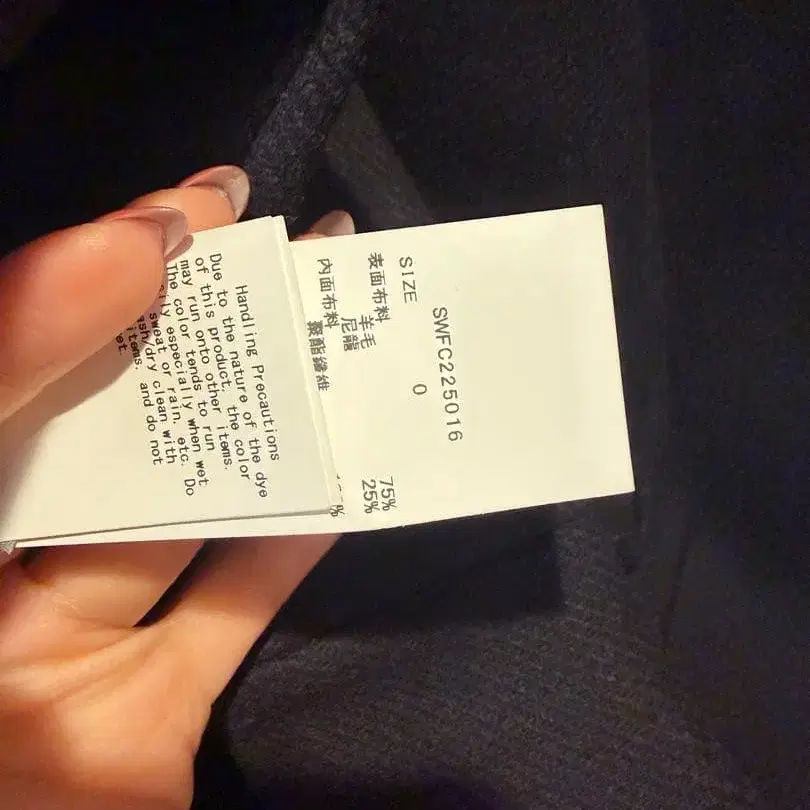 SWFC225016
SIZE 0
表面布料
羊毛 75%
尼龍 25%
內面布料
聚酯纖維 %
Handling Precautions
Due to the nature of the dye
of this product, the color
may run onto other items.
The color tends to run
especially when wet
sweat or rain, etc. Do
dry clean with
items. and do not